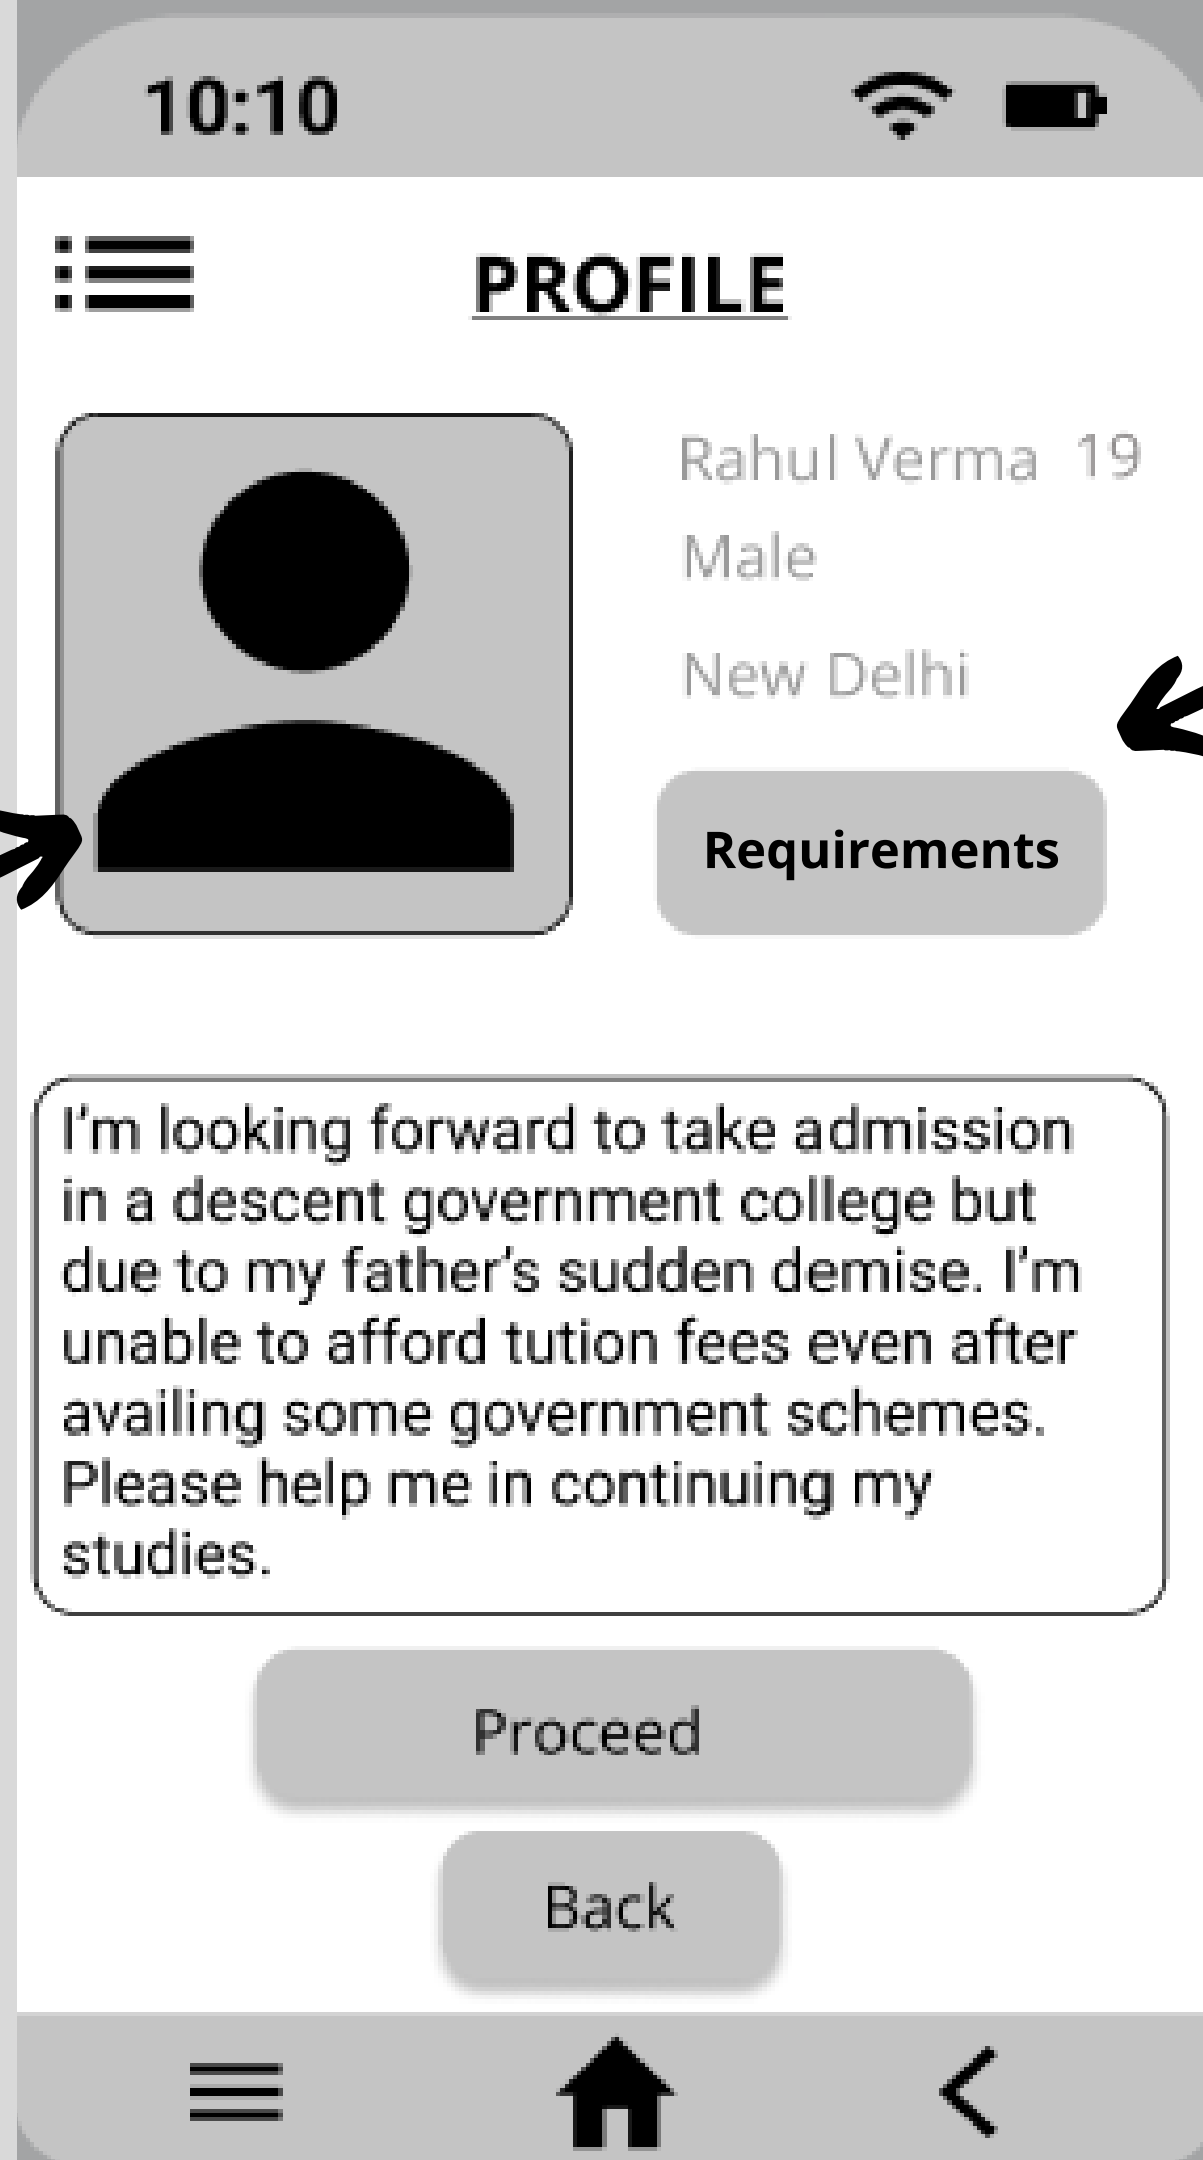 10:10
PROFILE
Rahul Verma 19
Male
New Delhi
Requirements
I'm looking forward to take admission
in a descent government college but
due to my father's sudden demise. I'm
unable to afford tution fees even after
availing some government schemes.
Please help me in continuing my
studies.
Proceed
Back